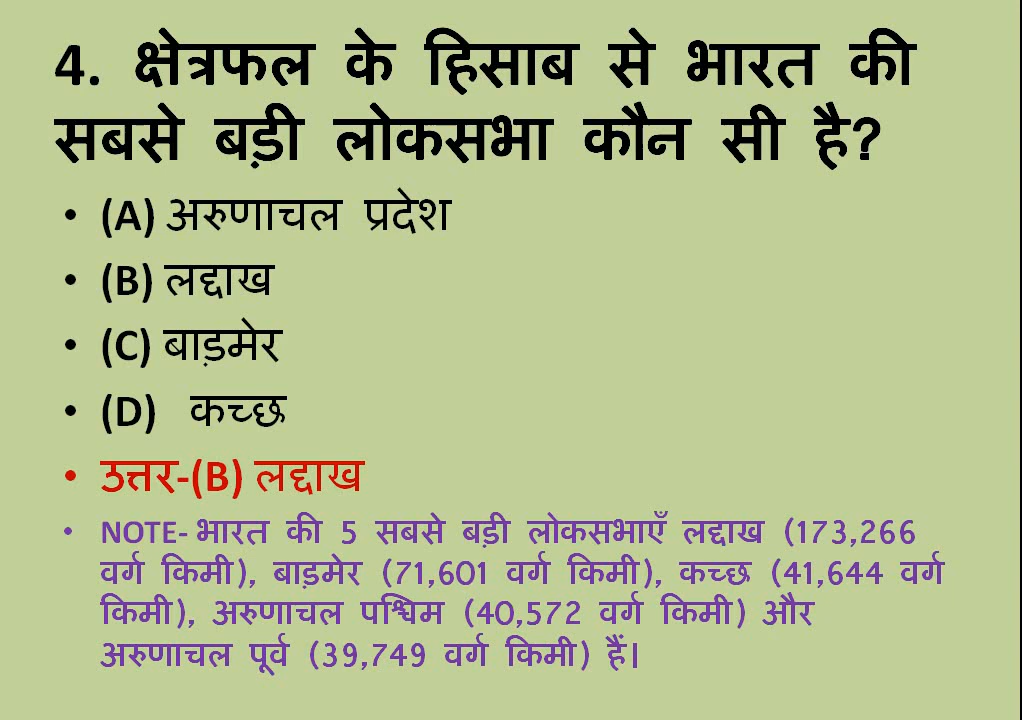 4. क्षेत्रफल के हिसाब से भारत की
सबसे बड़ी लोकसभा कौन सी है?
• (A) अरुणाचल प्रदेश
• (B) लद्दाख
• (C) बाड़मेर
• (D) कच्छ
• उत्तर-(B) लद्दाख
• NOTE- भारत की 5 सबसे बड़ी लोकसभाएँ लद्दाख (173,266
वर्ग किमी), बाड़मेर (71,601 वर्ग किमी), कच्छ (41,644 वर्ग
किमी), अरुणाचल पश्चिम (40,572 वर्ग किमी) और
अरुणाचल पूर्व (39,749 वर्ग किमी) हैं।